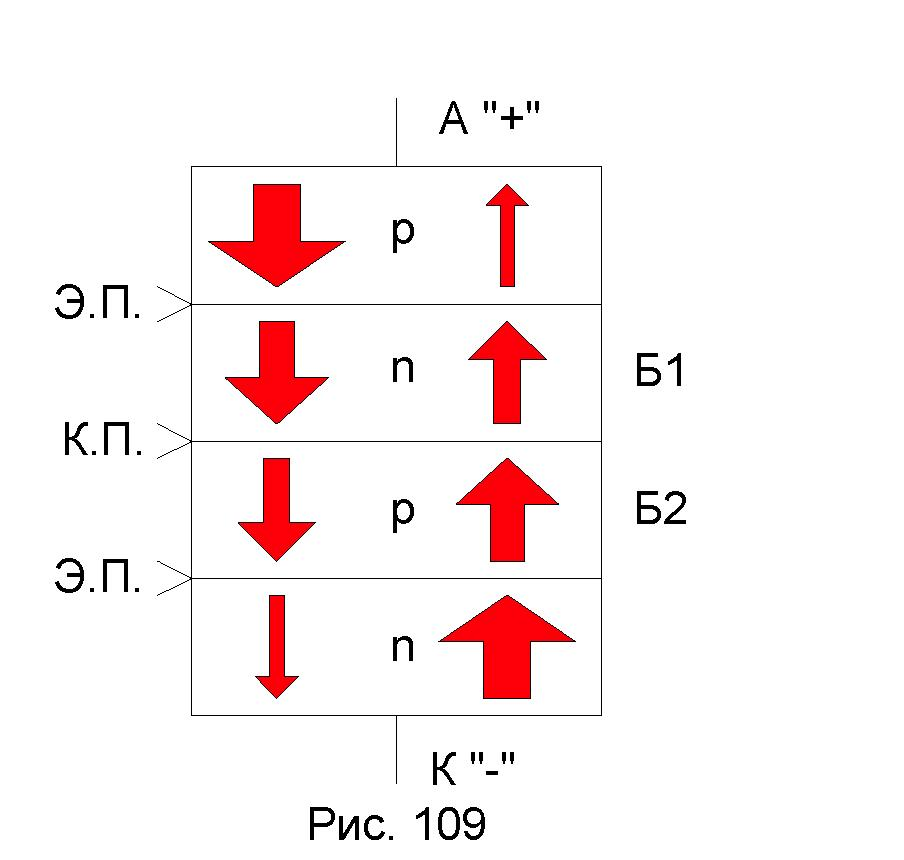 А "+"
p
Э.П.
n
Б1
К.П.
p
Б2
Э.П.
n
К "-"
Рис. 109